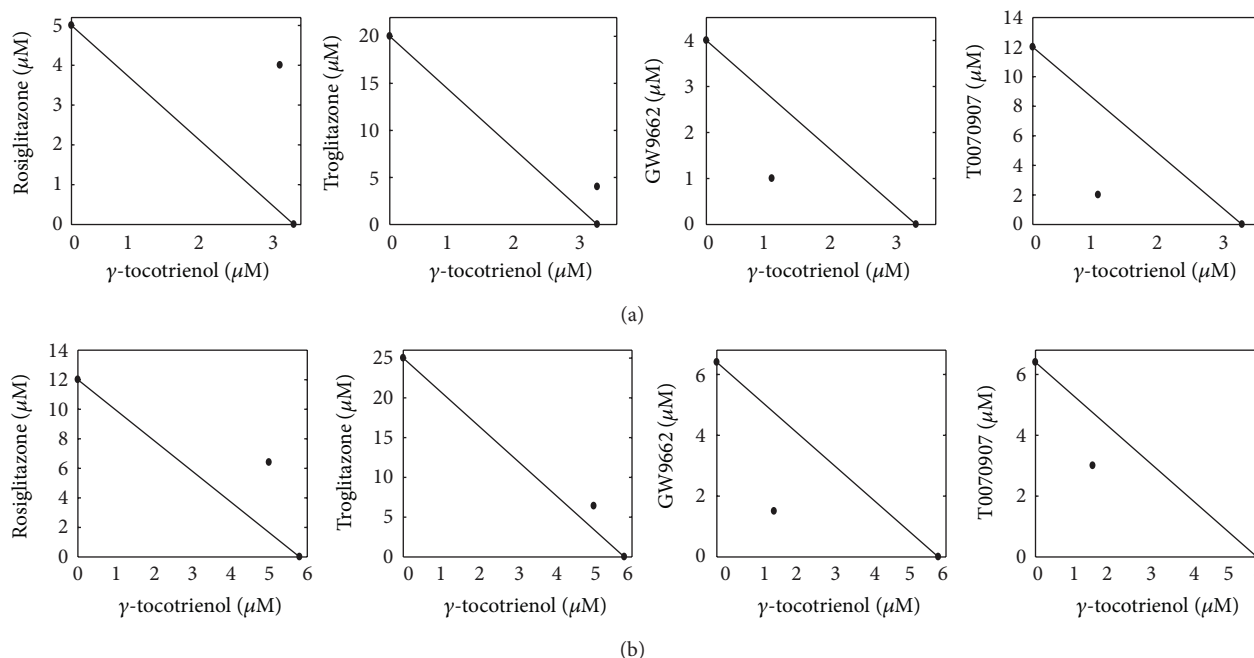 5
4
3
2
1
0
Rosiglitazone (μM)
0 1 2 3
γ-tocotrienol (μM)
20
15
10
5
0
Troglitazone (μM)
0 1 2 3
γ-tocotrienol (μM)
4
3
2
1
0
GW9662 (μM)
0 1 2 3
γ-tocotrienol (μM)
14
12
10
8
6
4
2
0
T0070907 (μM)
0 1 2 3
γ-tocotrienol (μM)
(a)
14
12
10
8
6
4
2
0
Rosiglitazone (μM)
0 1 2 3 4 5 6
γ-tocotrienol (μM)
25
20
15
10
5
0
Troglitazone (μM)
0 1 2 3 4 5 6
γ-tocotrienol (μM)
6
4
2
0
GW9662 (μM)
0 1 2 3 4 5 6
γ-tocotrienol (μM)
6
4
2
0
T0070907 (μM)
0 1 2 3 4 5
γ-tocotrienol (μM)
(b)